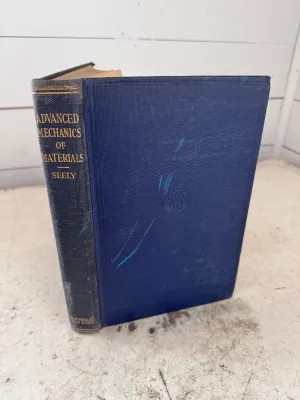 ADVANCED
MECHANICS
OF
MATERIALS
SEELY